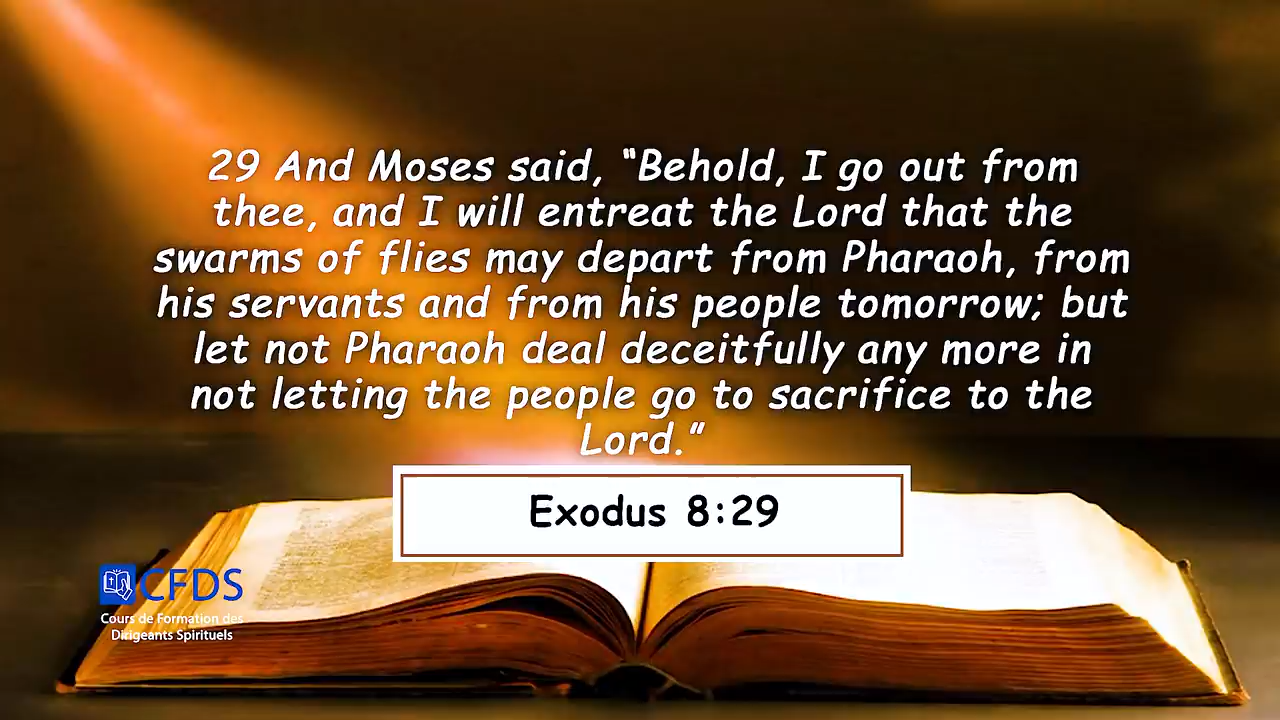 29 And Moses said, “Behold, I go out from
thee, and I will entreat the Lord that the
swarms of flies may depart from Pharaoh, from
his servants and from his people tomorrow; but
let not Pharaoh deal deceitfully any more in
not letting the people go to sacrifice to the
Lord.”
Exodus 8:29
CFDS
Cours de Formation des
Dirigeants Spirituels